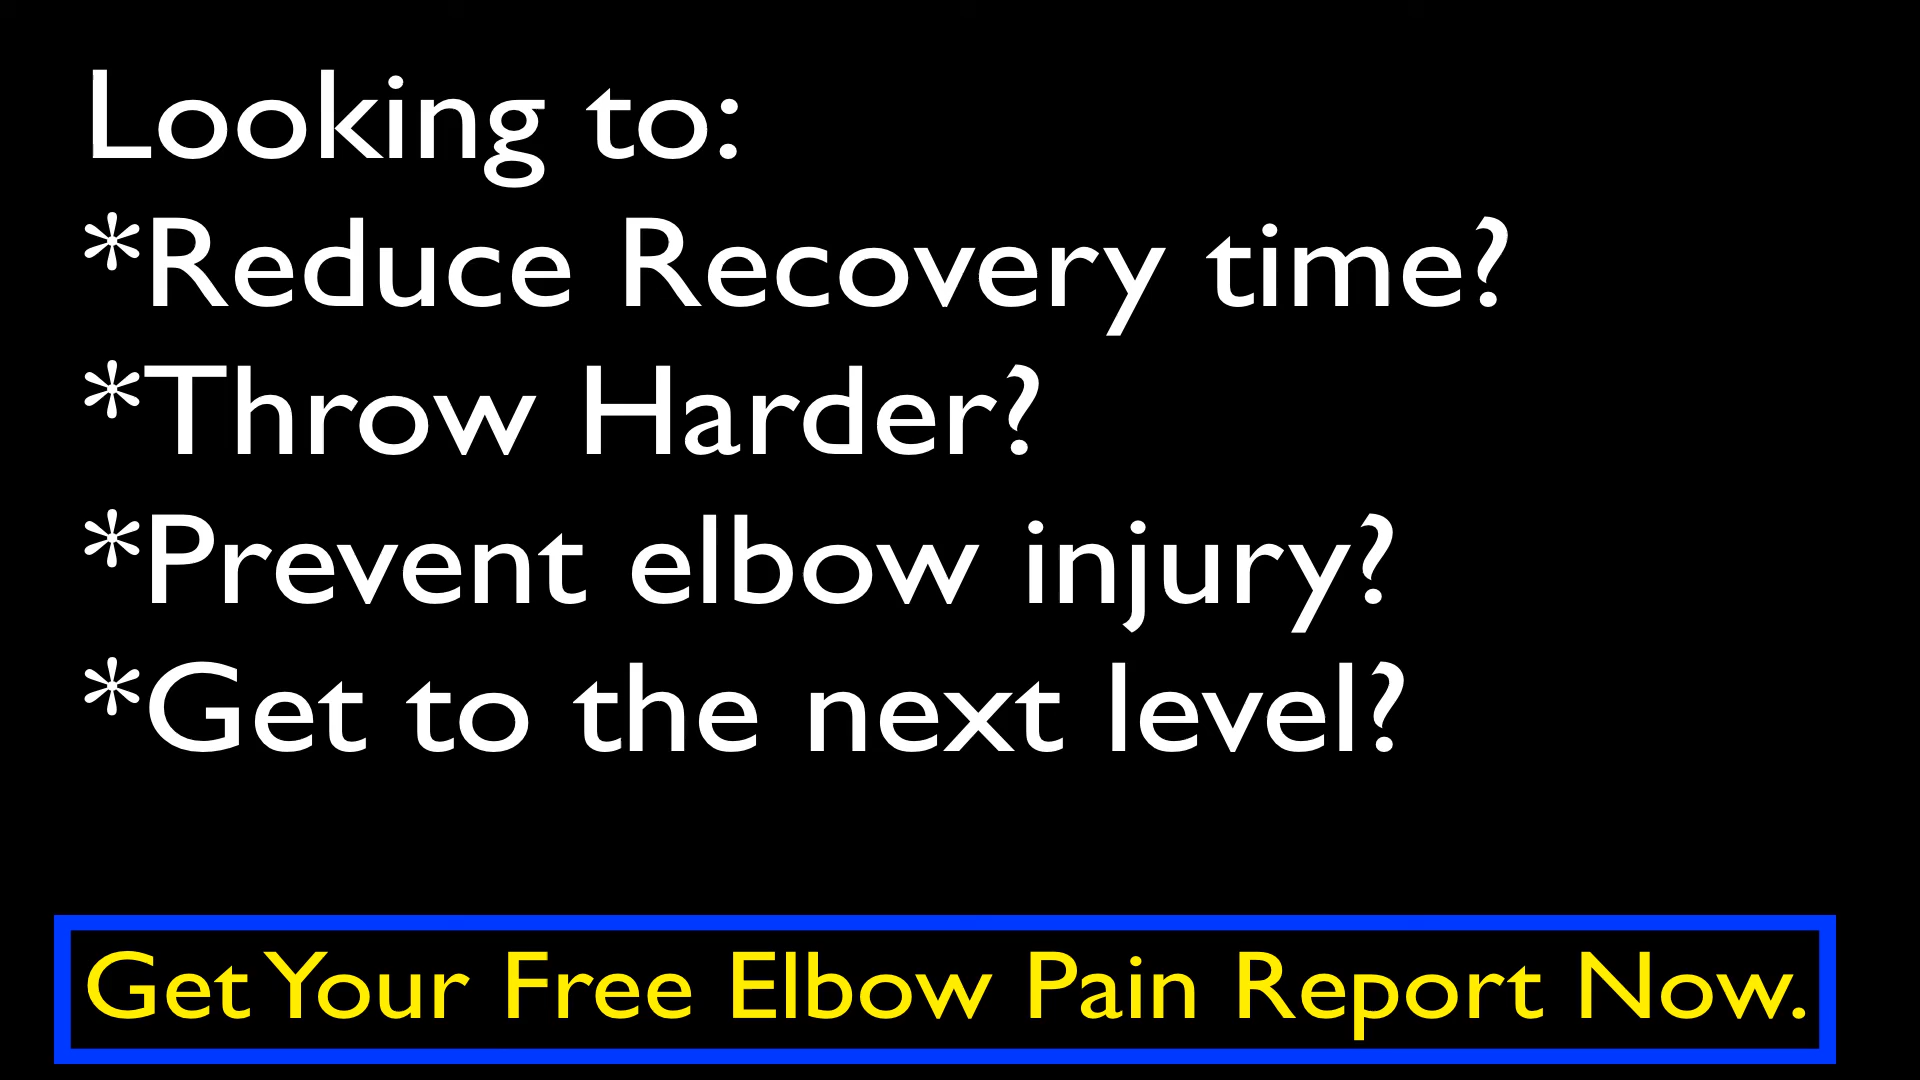 Looking to:
*Reduce Recovery time?
*Throw Harder?
*Prevent elbow injury?
*Get to the next level?
Get Your Free Elbow Pain Report Now.